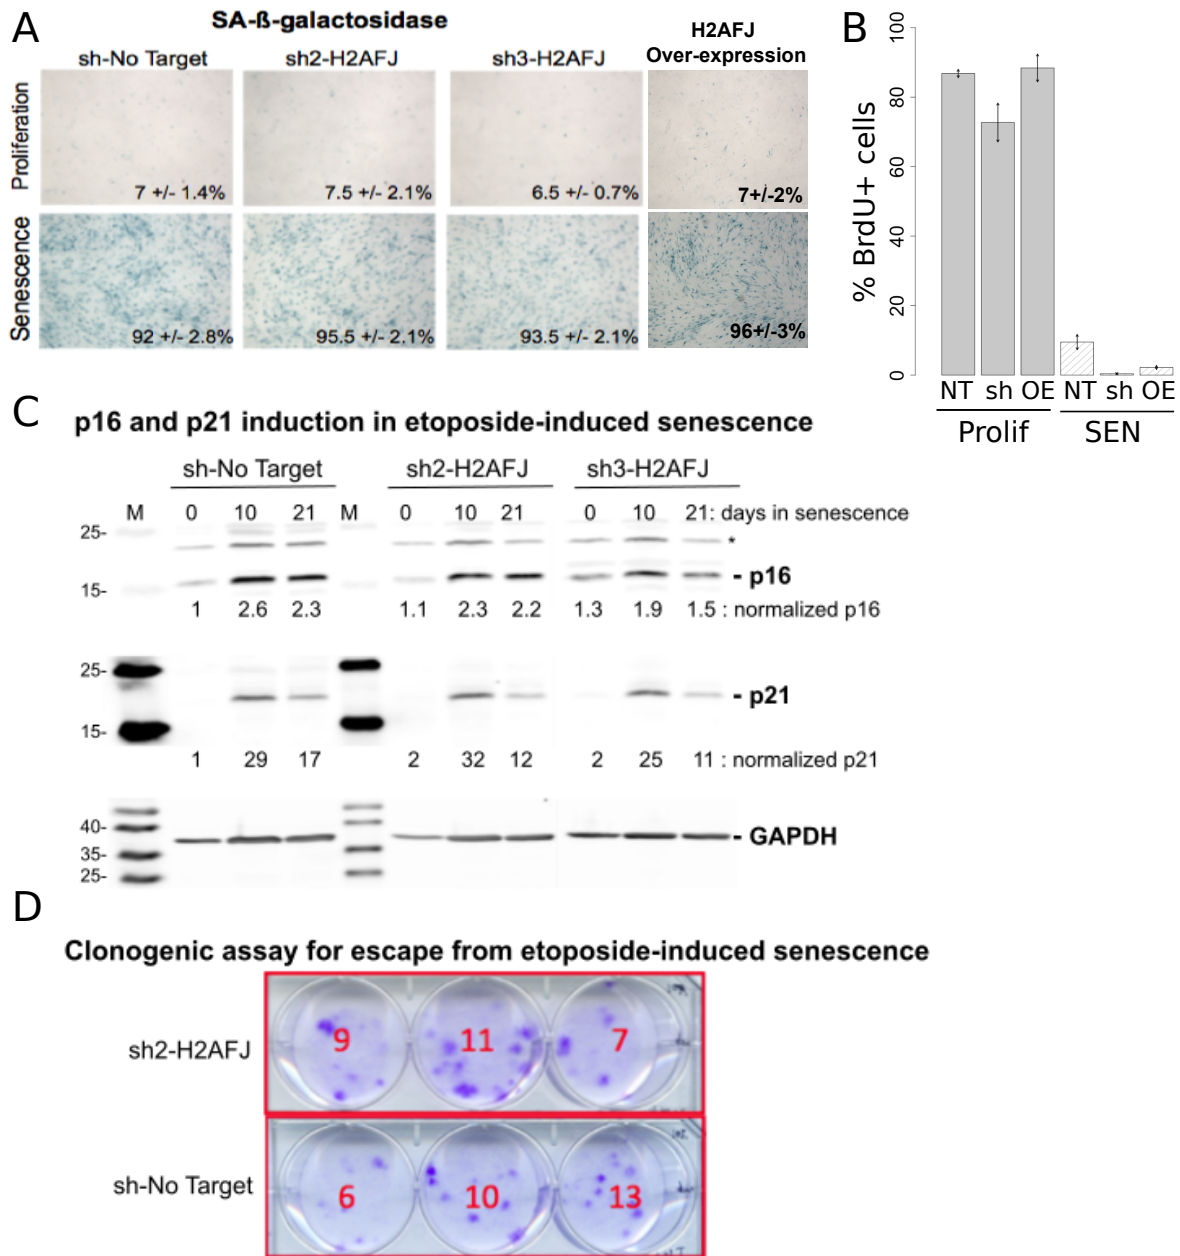 A
SA-ß-galactosidase
sh-No Target sh2-H2AFJ sh3-H2AFJ
H2AFJ
Over-expression
Proliferation
7 +/- 1.4% 7.5 +/- 2.1% 6.5 +/- 0.7% 7+/-2%
Senescence
92 +/- 2.8% 95.5 +/- 2.1% 93.5 +/- 2.1% 96+/-3%
B
% BrdU+ cells
100
80
60
40
20
0
NT sh OE NT sh OE
Prolif SEN
C
p16 and p21 induction in etoposide-induced senescence
sh-No Target sh2-H2AFJ sh3-H2AFJ
M 0 10 21 M 0 10 21 0 10 21: days in senescence
25-
*
- p16
15-
1 2.6 2.3 1.1 2.3 2.2 1.3 1.9 1.5 : normalized p16
25-
- p21
15-
1 29 17 2 32 12 2 25 11 : normalized p21
40-
- GAPDH
35-
25-
D
Clonogenic assay for escape from etoposide-induced senescence
sh2-H2AFJ
9 11 7
sh-No Target
6 10 13